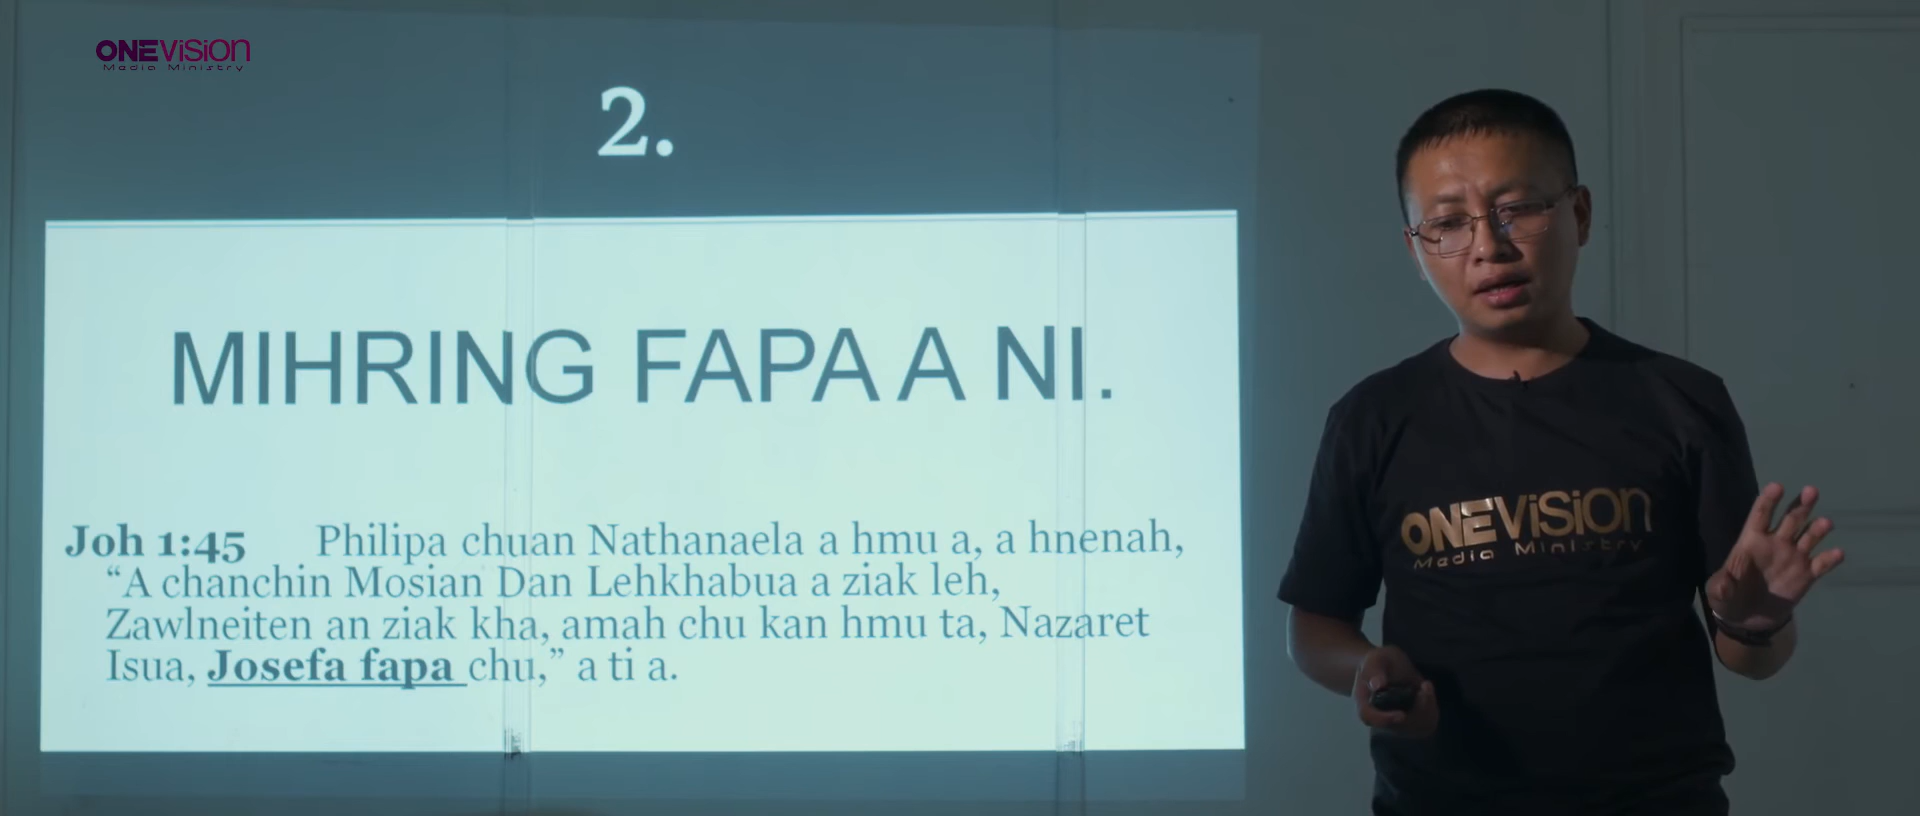 ONEVISION
Media Ministry
2.
MIHRING FAPA A NI.
Joh 1:45 Philipa chuan Nathanaela a hmu a, a hnenah,
“A chanchin Mosian Dan Lehkhabua a ziak leh,
Zawlneiten an ziak kha, amah chu kan hmu ta, Nazaret
Isua, Josefa fapa chu,” a ti a.
ONEVISION
Media Ministry